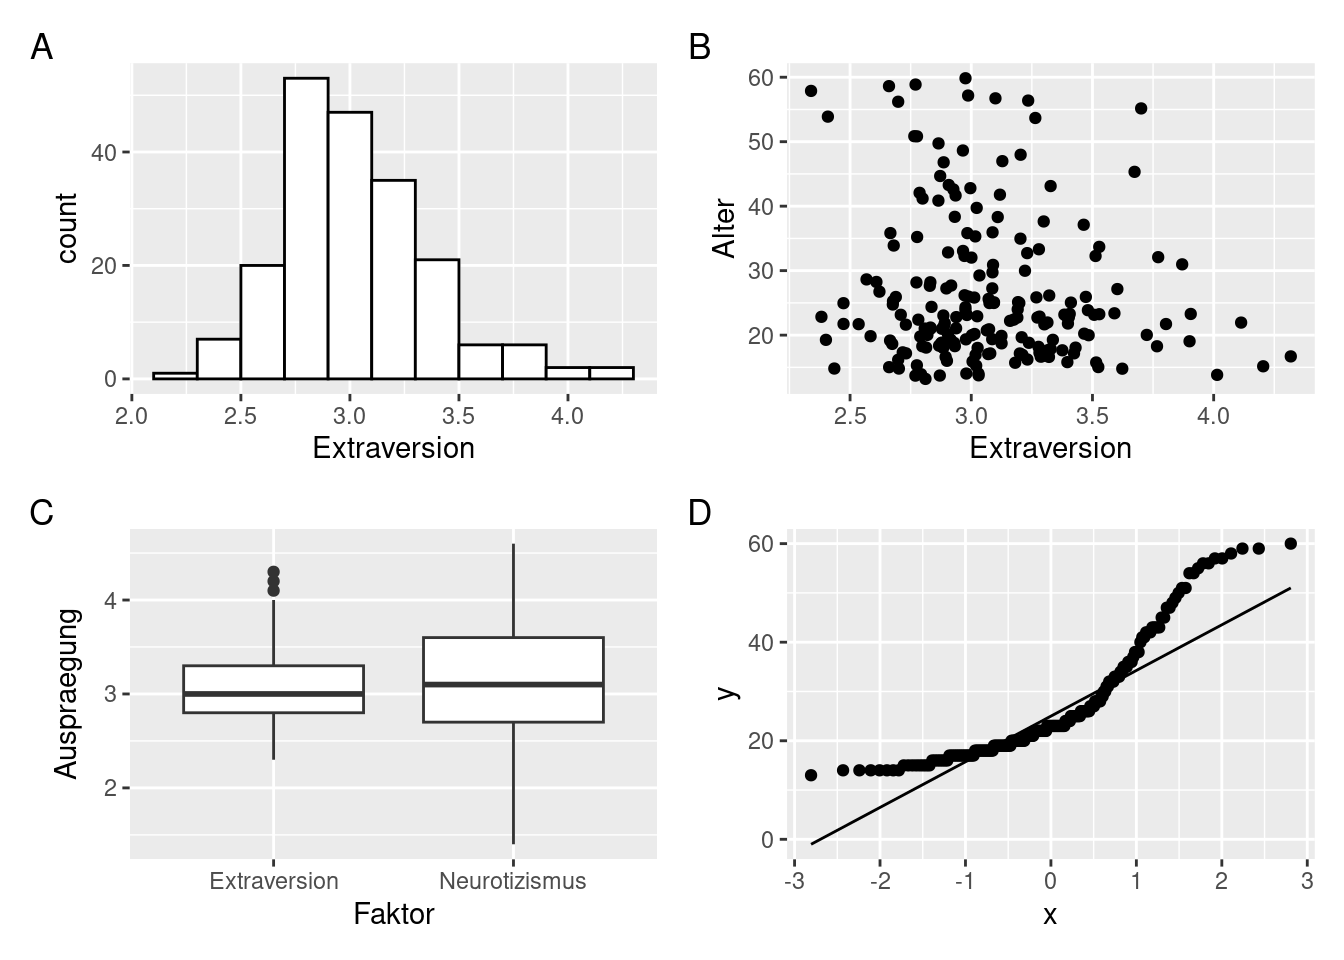 A
count
40
20
0
2.0 2.5 3.0 3.5 4.0
Extraversion
B
Alter
60
50
40
30
20
2.5 3.0 3.5 4.0
Extraversion
C
Auspraegung
4
3
2
Extraversion Neurotizismus
Faktor
D
y
60
40
20
0
-3 -2 -1 0 1 2 3
x